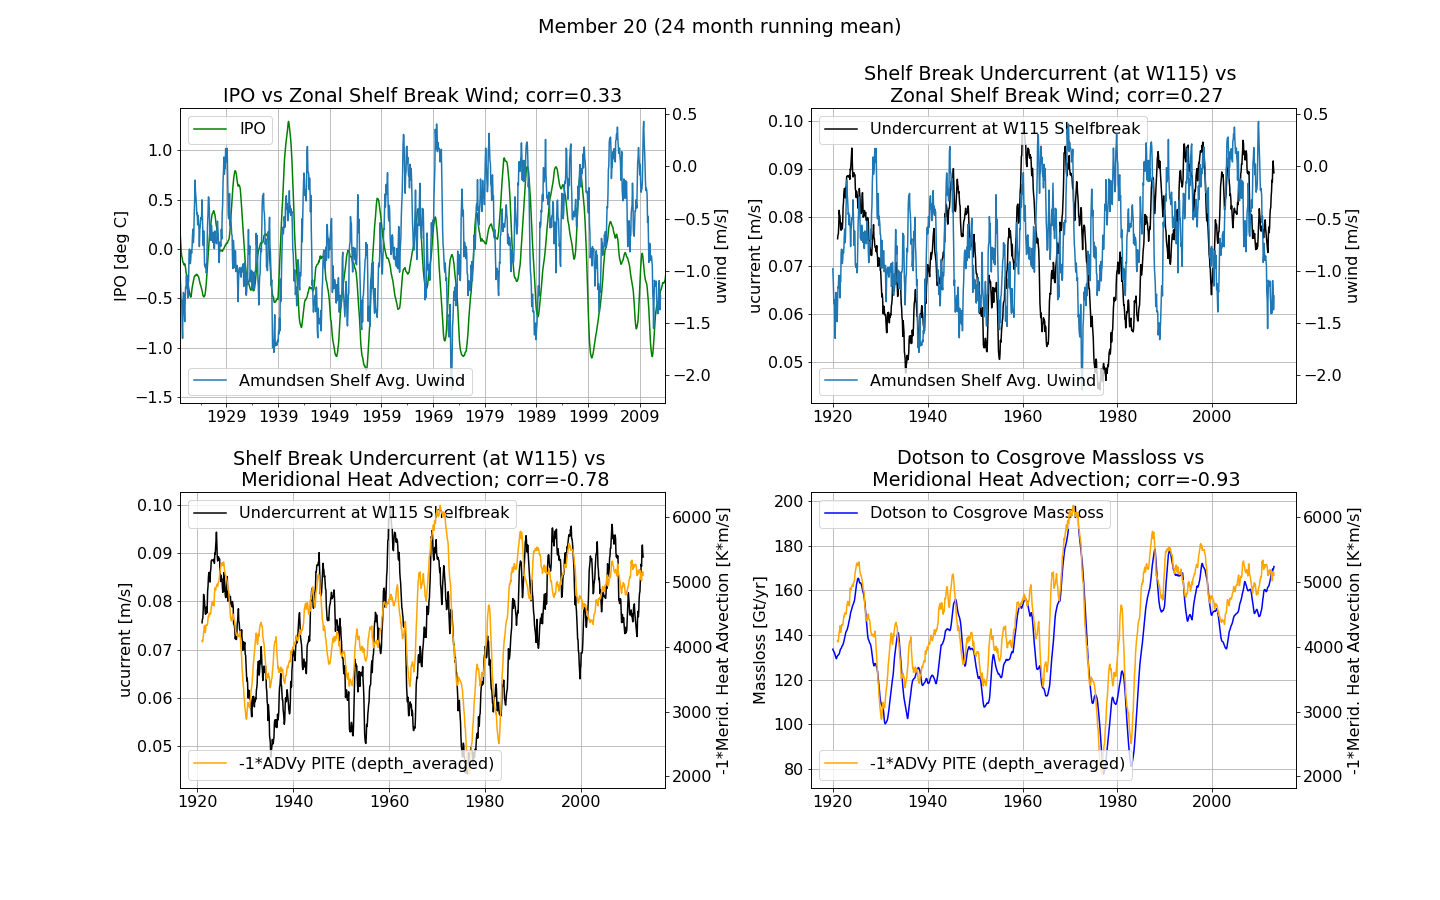 Member 20 (24 month running mean)
IPO vs Zonal Shelf Break Wind; corr=0.33
IPO
Amundsen Shelf Avg. Uwind
IPO [deg C]
1.0
0.5
0.0
−0.5
−1.0
−1.5
1929 1939 1949 1959 1969 1979 1989 1999 2009
0.5
0.0
−0.5
−1.0
−1.5
−2.0
uwind [m/s]
Shelf Break Undercurrent (at W115) vs
Zonal Shelf Break Wind; corr=0.27
Undercurrent at W115 Shelfbreak
Amundsen Shelf Avg. Uwind
ucurrent [m/s]
0.10
0.09
0.08
0.07
0.06
0.05
1920 1940 1960 1980 2000
0.5
0.0
−0.5
−1.0
−1.5
−2.0
uwind [m/s]
Shelf Break Undercurrent (at W115) vs
Meridional Heat Advection; corr=-0.78
Undercurrent at W115 Shelfbreak
-1*ADVy PITE (depth_averaged)
ucurrent [m/s]
0.10
0.09
0.08
0.07
0.06
0.05
1920 1940 1960 1980 2000
6000
5000
4000
3000
2000
-1*Merid. Heat Advection [K*m/s]
Dotson to Cosgrove Massloss vs
Meridional Heat Advection; corr=-0.93
Dotson to Cosgrove Massloss
-1*ADVy PITE (depth_averaged)
Massloss [Gt/yr]
200
180
160
140
120
100
80
1920 1940 1960 1980 2000
6000
5000
4000
3000
2000
-1*Merid. Heat Advection [K*m/s]